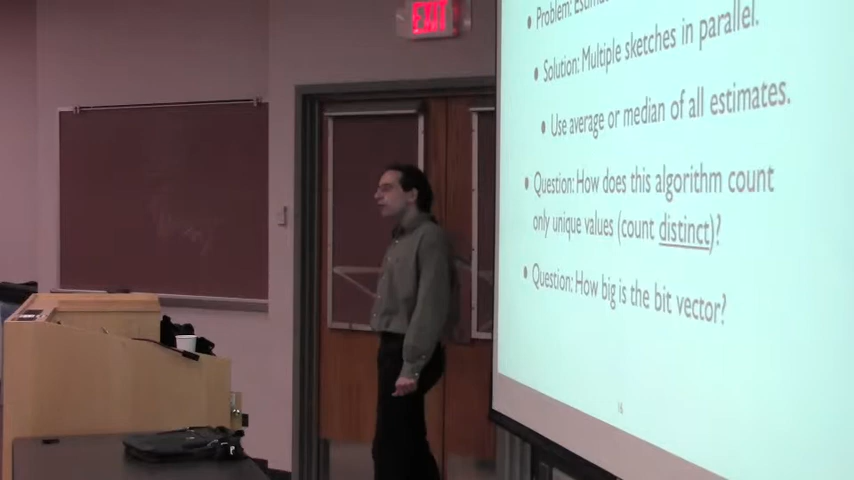 EXIT
• Problem:
• Solution: Multiple sketches in parallel.
• Use average or median of all estimates.
• Question: How does this algorithm count
only unique values (count distinct)?
• Question: How big is the bit vector?